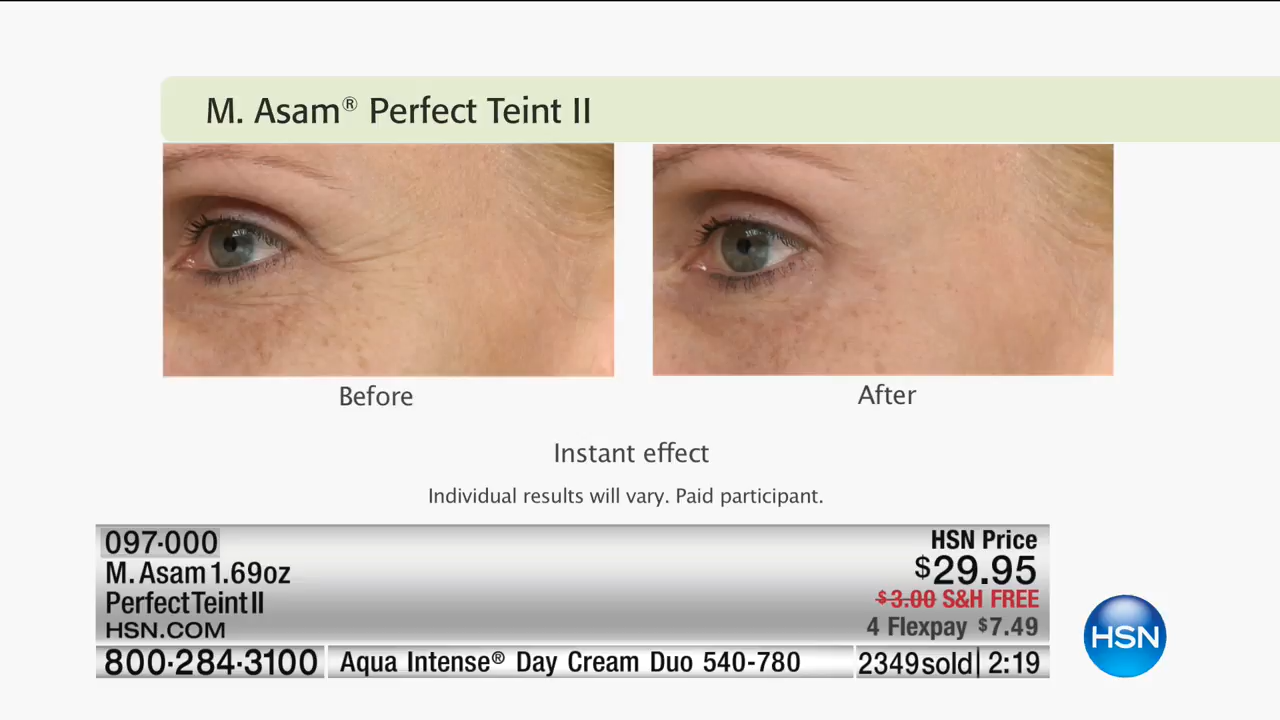 M. Asam® Perfect Teint II
Before
After
Instant effect
Individual results will vary. Paid participant.
097·000
M. Asam 1.69oz
Perfect Teint II
HSN.COM
HSN Price
$29.95
$3.00 S&H FREE
4 Flexpay $7.49
800·284·3100
Aqua Intense® Day Cream Duo 540-780
2349 sold | 2:19
HSN